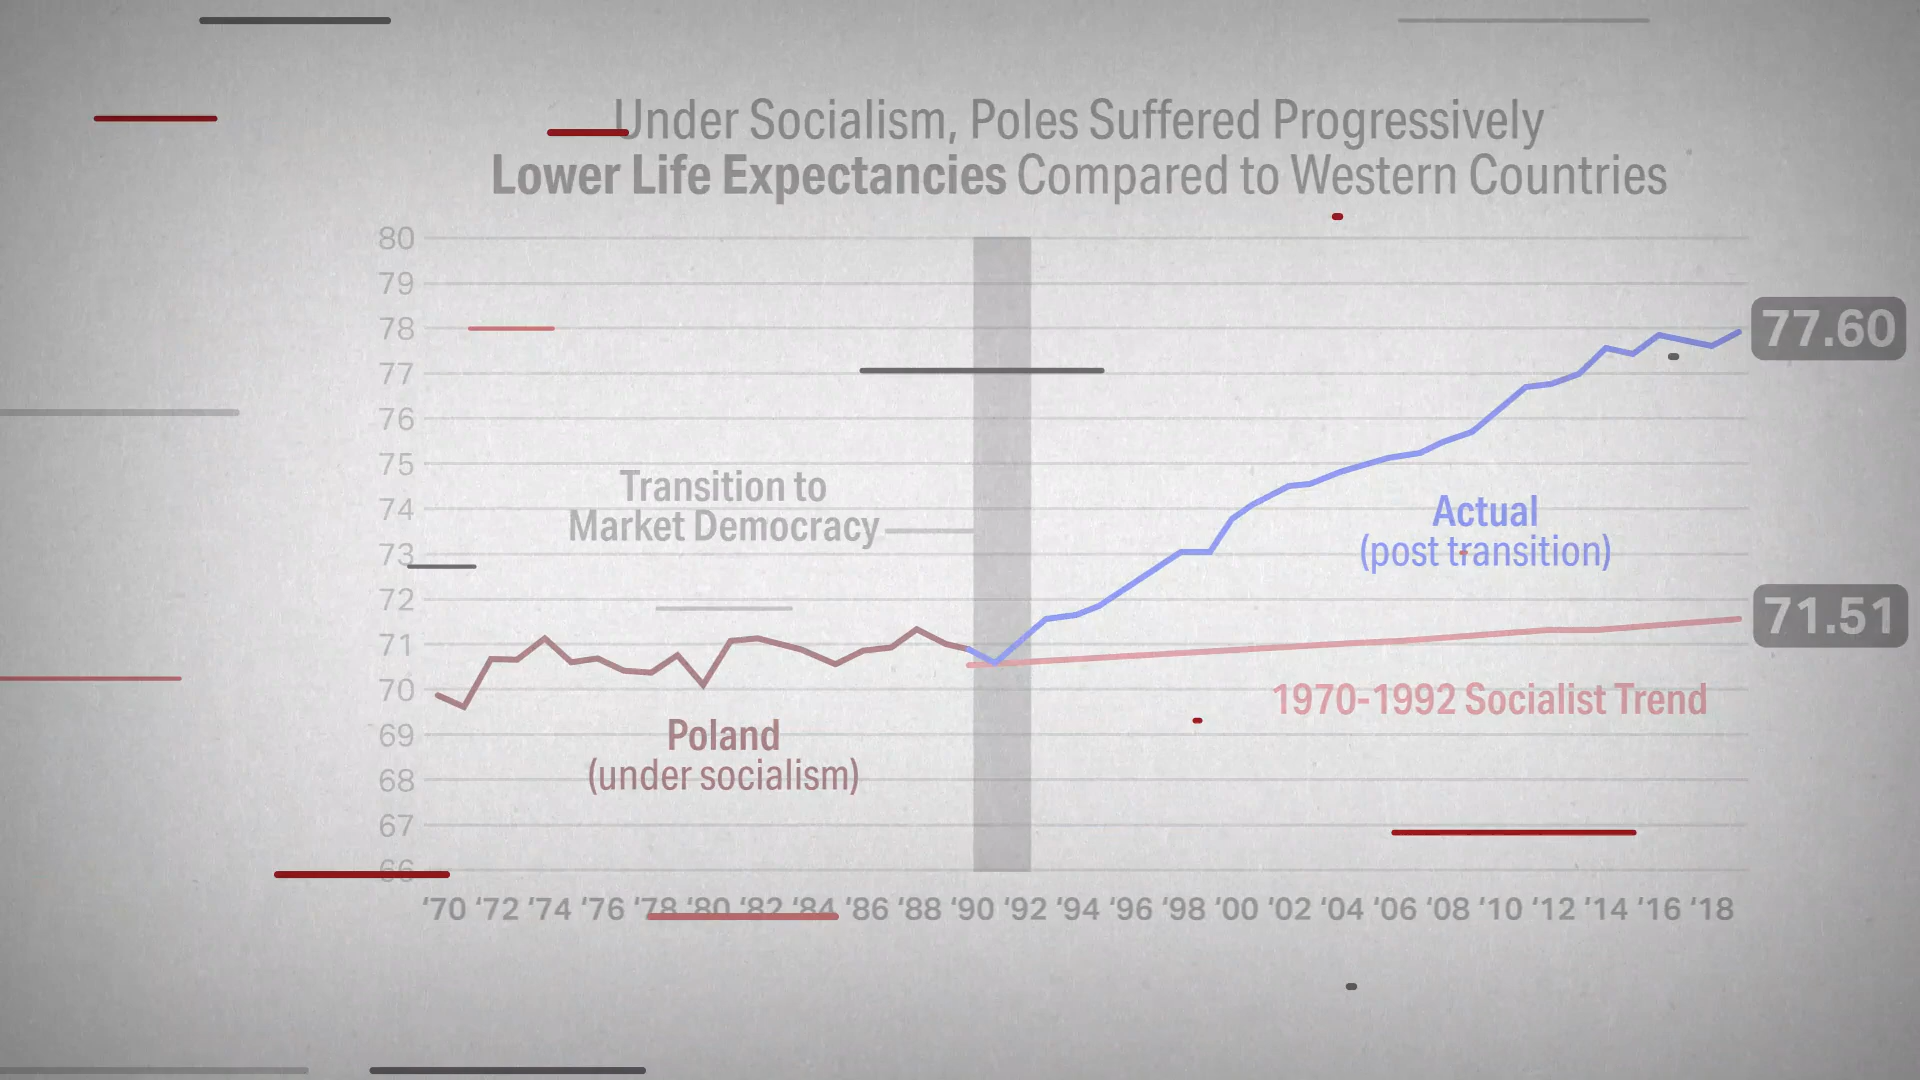 Under Socialism, Poles Suffered Progressively
Lower Life Expectancies Compared to Western Countries
80
79
78
77
76
75
74
73
72
71
70
69
68
67
66
77.60
71.51
Transition to
Market Democracy
Actual
(post transition)
1970-1992 Socialist Trend
Poland
(under socialism)
‘70 ‘72 ‘74 ‘76 ‘78 ‘80 ‘82 ‘84 ‘86 ‘88 ‘90 ‘92 ‘94 ‘96 ‘98 ‘00 ‘02 ‘04 ‘06 ‘08 ‘10 ‘12 ‘14 ‘16 ‘18